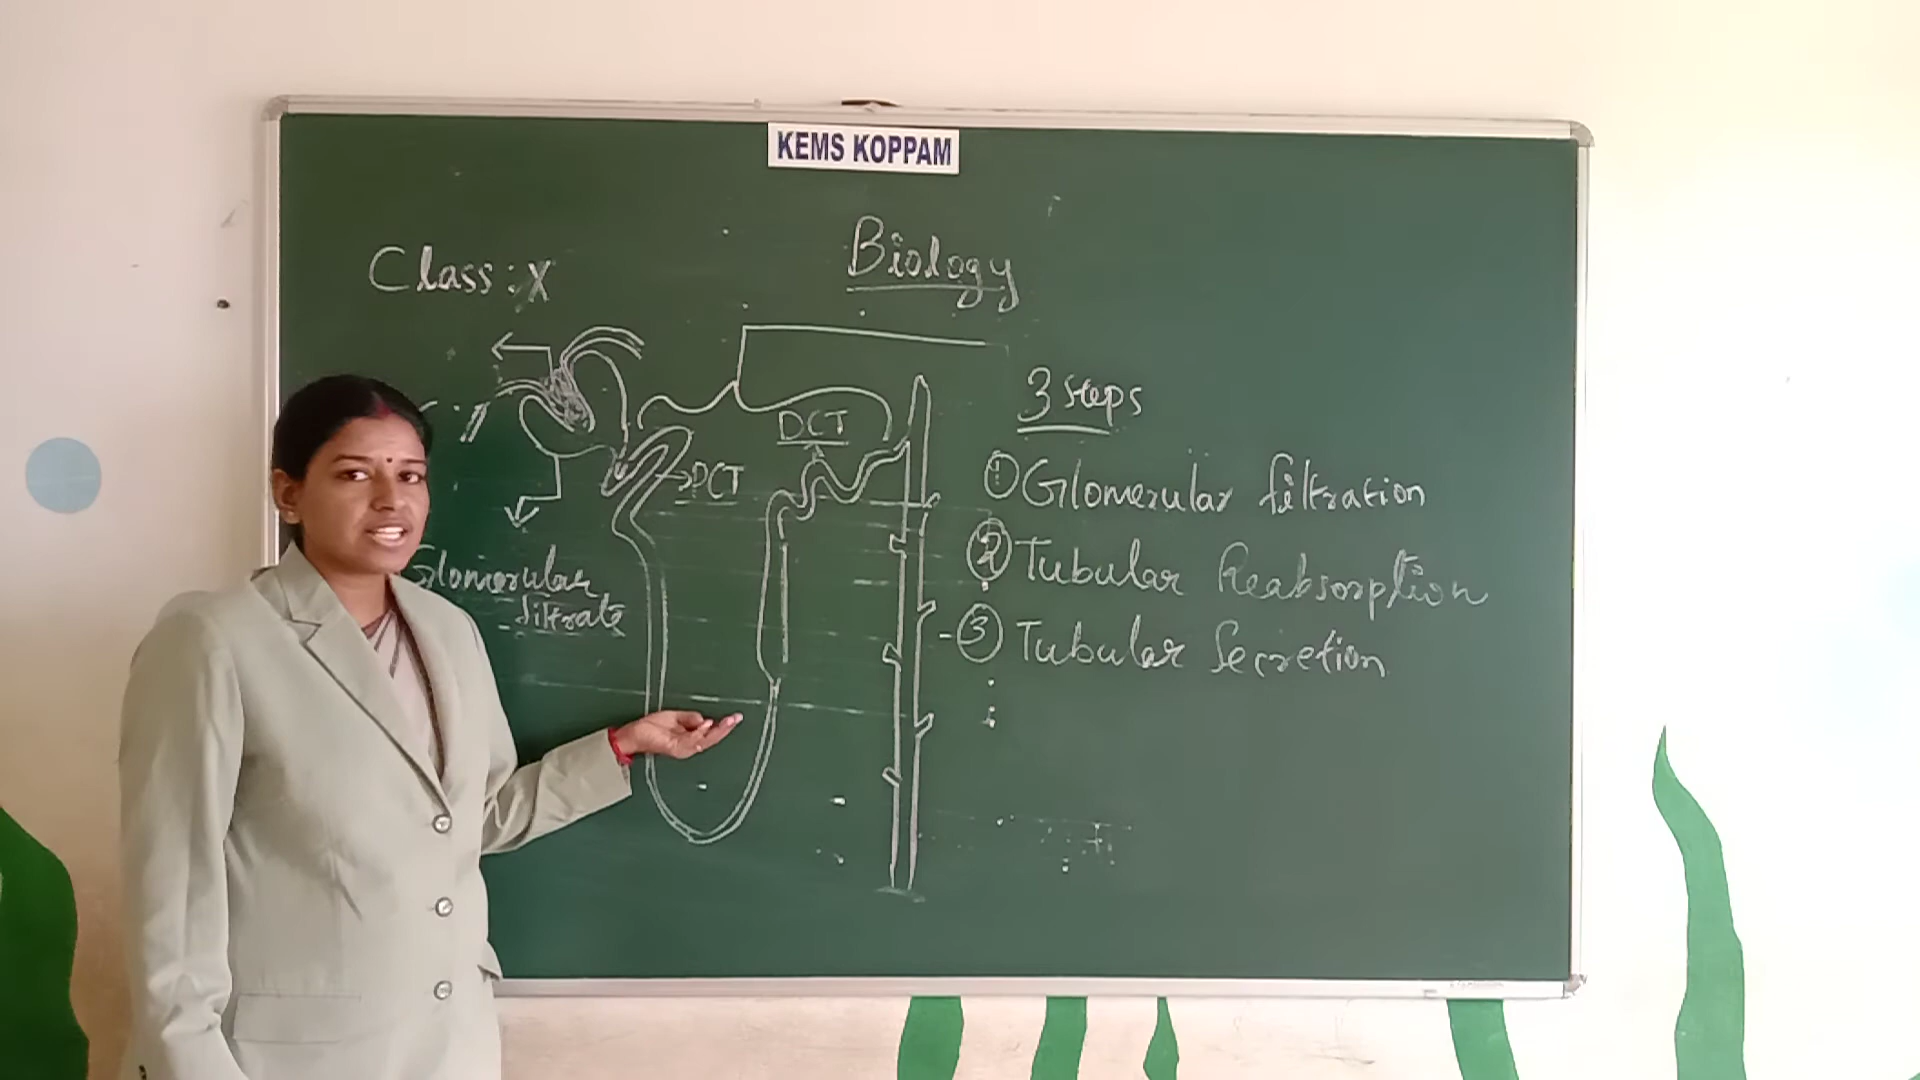 KEMS KOPPAM
Class : X
Biology
DCT
PCT
Glomerular
filtrate
3 steps
① Glomerular filtration
② Tubular Reabsorption
- ③ Tubular Secretion